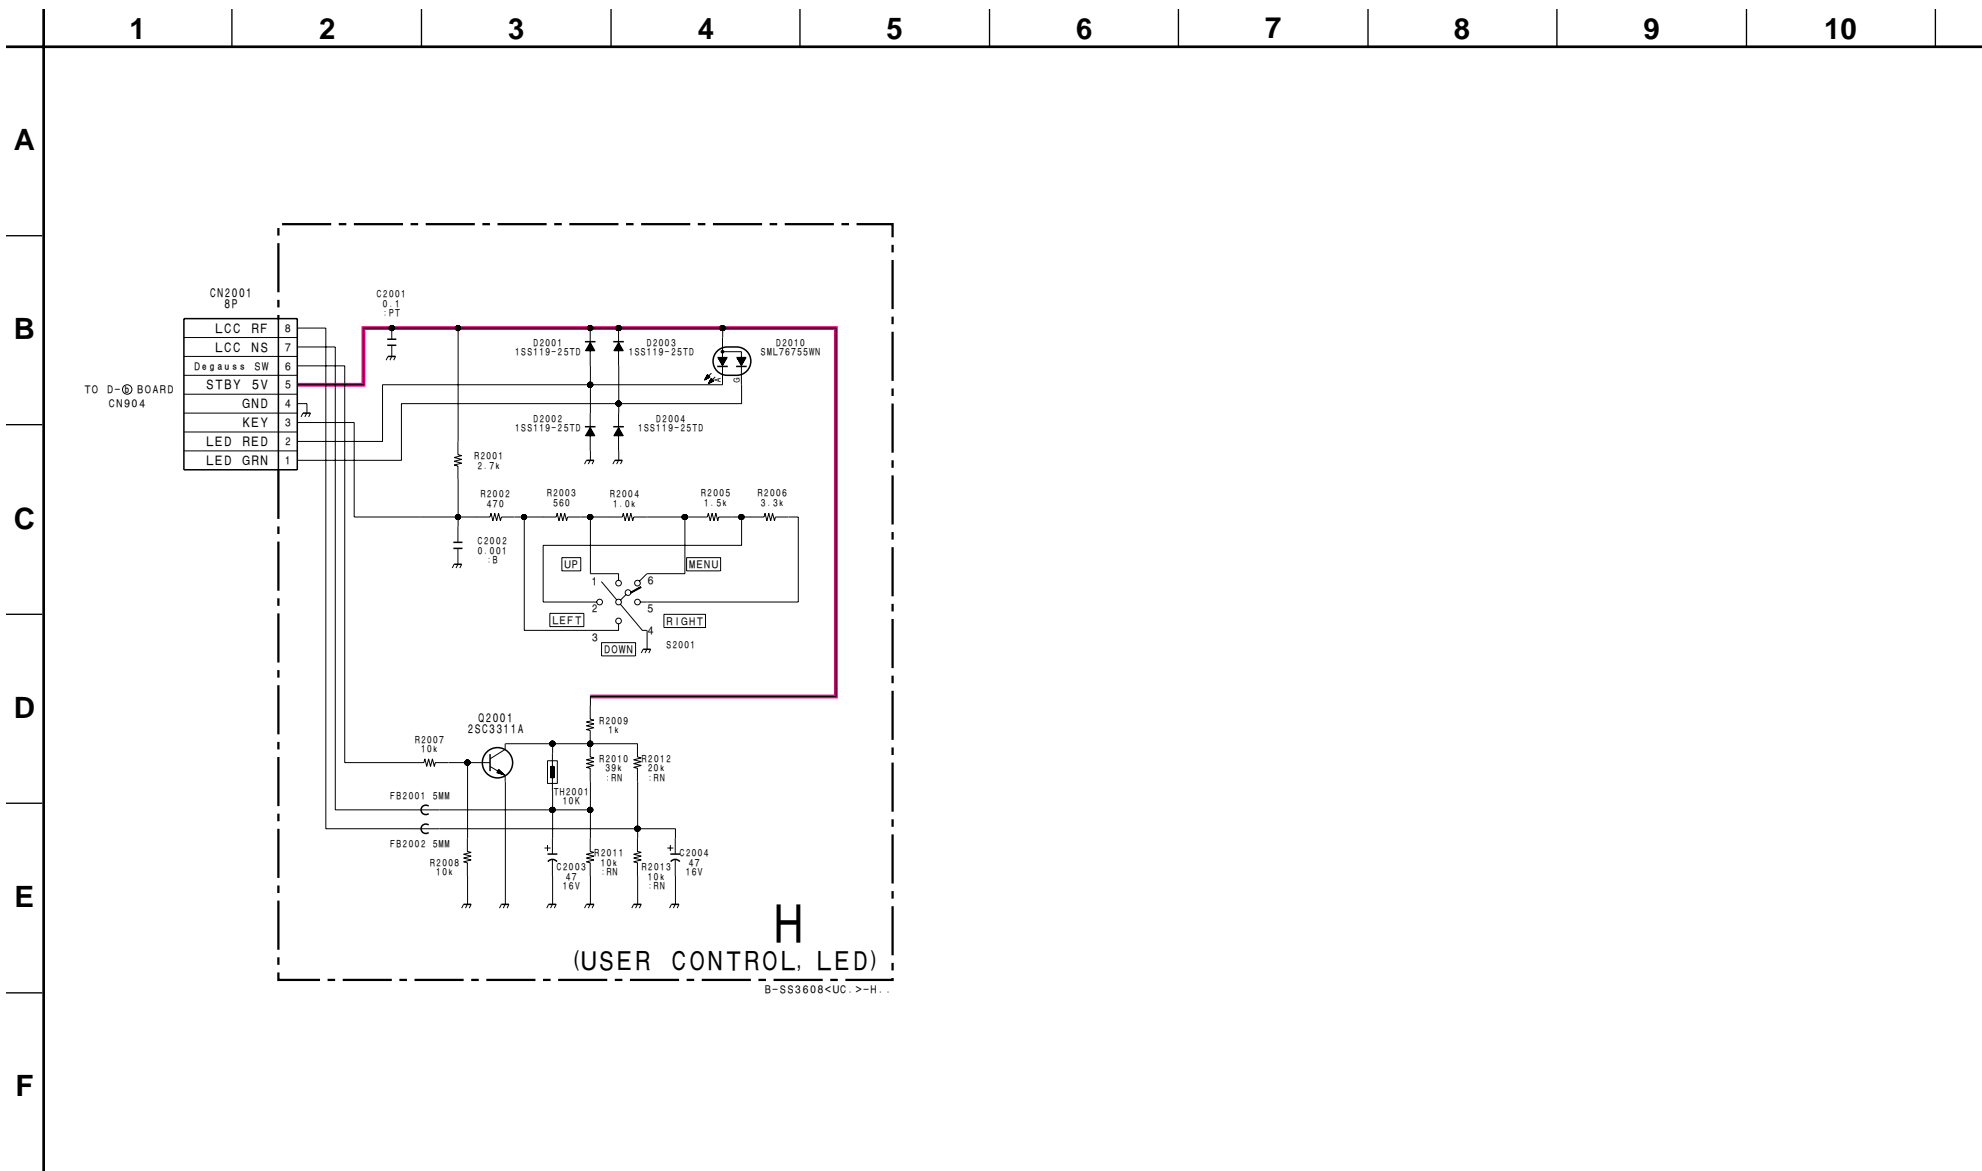 1 2 3 4 5 6 7 8 9 10
A
B
C
D
E
F
CN2001
8P
LCC RF 8
LCC NS 7
Degauss SW 6
STBY 5V 5
GND 4
KEY 3
LED RED 2
LED GRN 1
TO D-ⓑ BOARD
CN904
C2001
0.1
:PT
D2001
1SS119-25TD
D2003
1SS119-25TD
D2010
SML76755WN
R G
D2002
1SS119-25TD
D2004
1SS119-25TD
R2001
2.7k
R2002
470
R2003
560
R2004
1.0k
R2005
1.5k
R2006
3.3k
C2002
0.001
:B
UP
MENU
1
6
2
5
LEFT
RIGHT
3
4
DOWN
S2001
R2009
1k
Q2001
2SC3311A
R2007
10k
R2010
39k
:RN
R2012
20k
:RN
TH2001
10K
FB2001 5MM
FB2002 5MM
R2008
10k
+
C2003
47
16V
R2011
10k
:RN
R2013
10k
:RN
+
C2004
47
16V
H
(USER CONTROL, LED)
B-SS3608<UC.>-H..